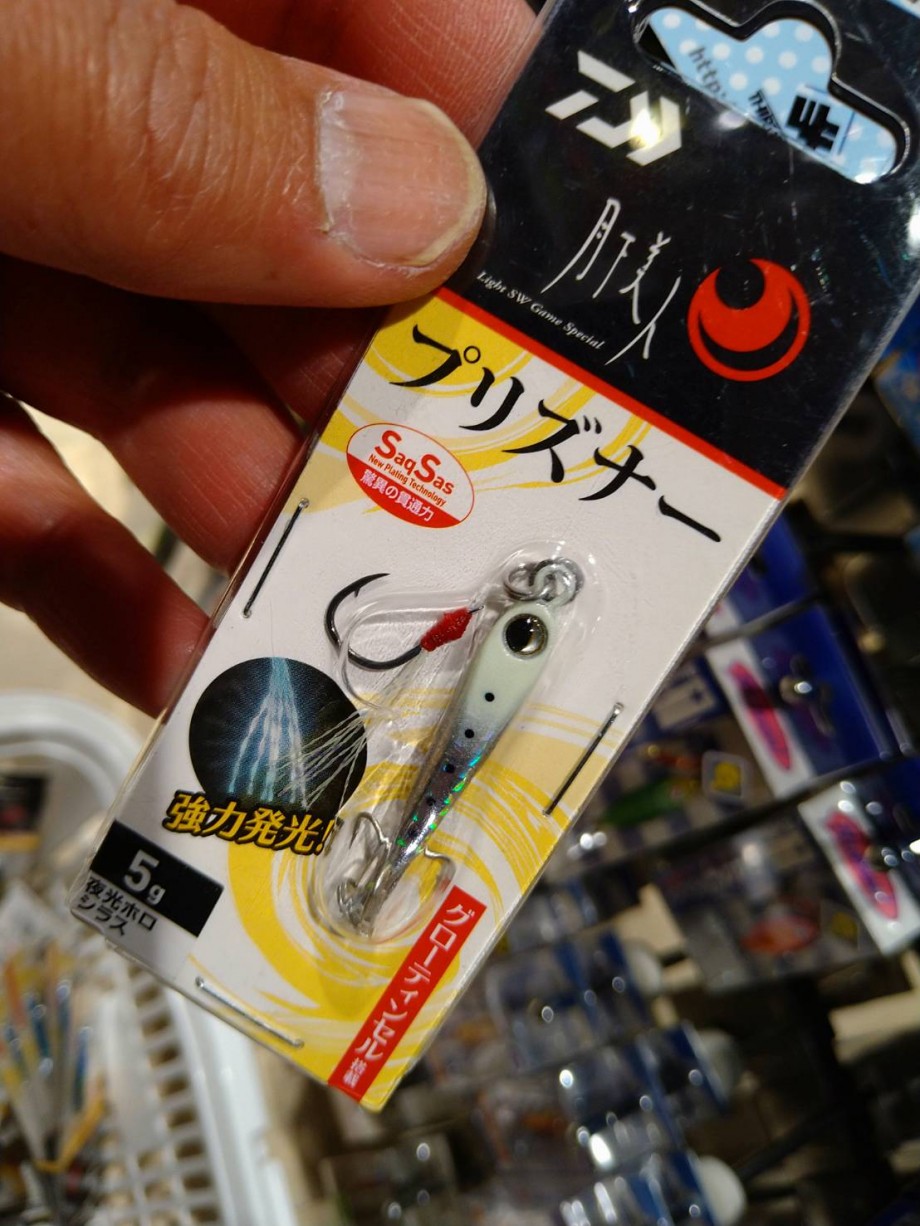 http:
月下美人
Light SW Game Special
プリズナー
SaqSas
New Plating Technology
驚異の貫通力
強力発光!
5g
夜光ホロ
シラス
グローティンセル搭載